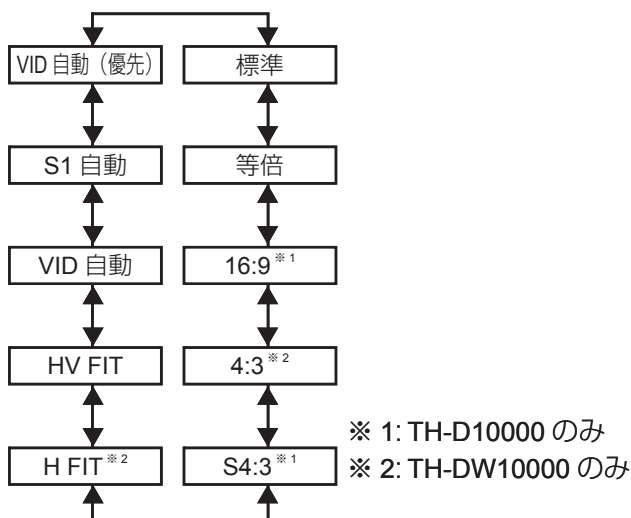 VID 自動（優先）
標準
S1 自動
等倍
VID 自動
16:9※1
HV FIT
4:3※2
H FIT※2
S4:3※1
※ 1: TH-D10000 のみ
※ 2: TH-DW10000 のみ